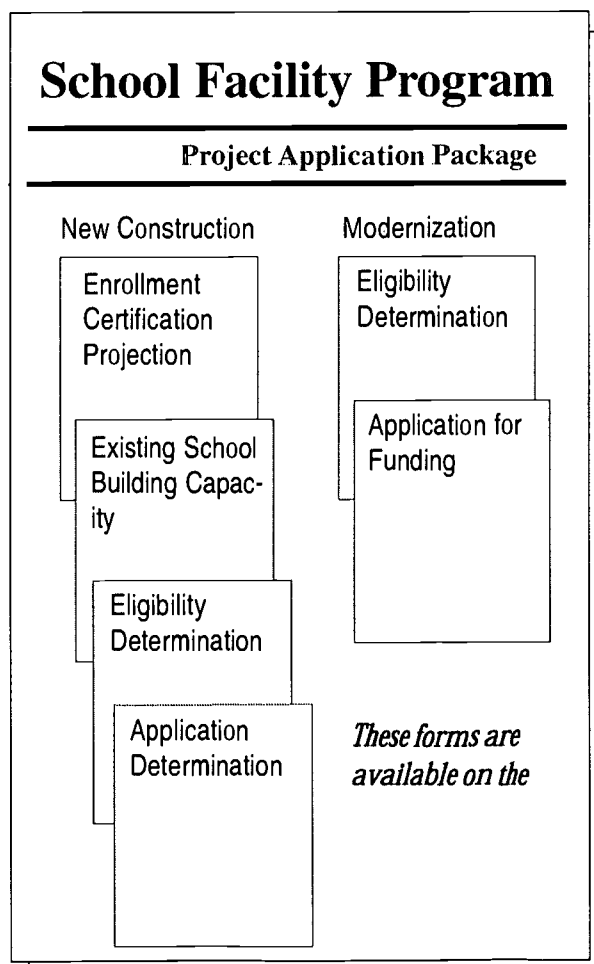 School Facility Program
Project Application Package
New Construction
Enrollment
Certification
Projection
Existing School
Building Capac-
ity
Eligibility
Determination
Application
Determination
Modernization
Eligibility
Determination
Application for
Funding
These forms are
available on the